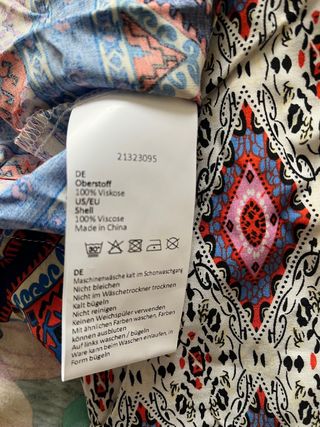 21323095
DE
Oberstoff
100% Viskose
US/EU
Shell
100% Viscose
Made in China
DE
Maschinenwäsche kalt im Schonwaschgang
Nicht bleichen
Nicht im Wäschetrockner trocknen
Kalt bügeln
Nicht reinigen
Keinen Weichspüler verwenden
Mit ähnlichen Farben waschen, Farben
können ausbluten
Auf links waschen / bügeln
Ware kann beim Waschen einlaufen, in
Form bügeln